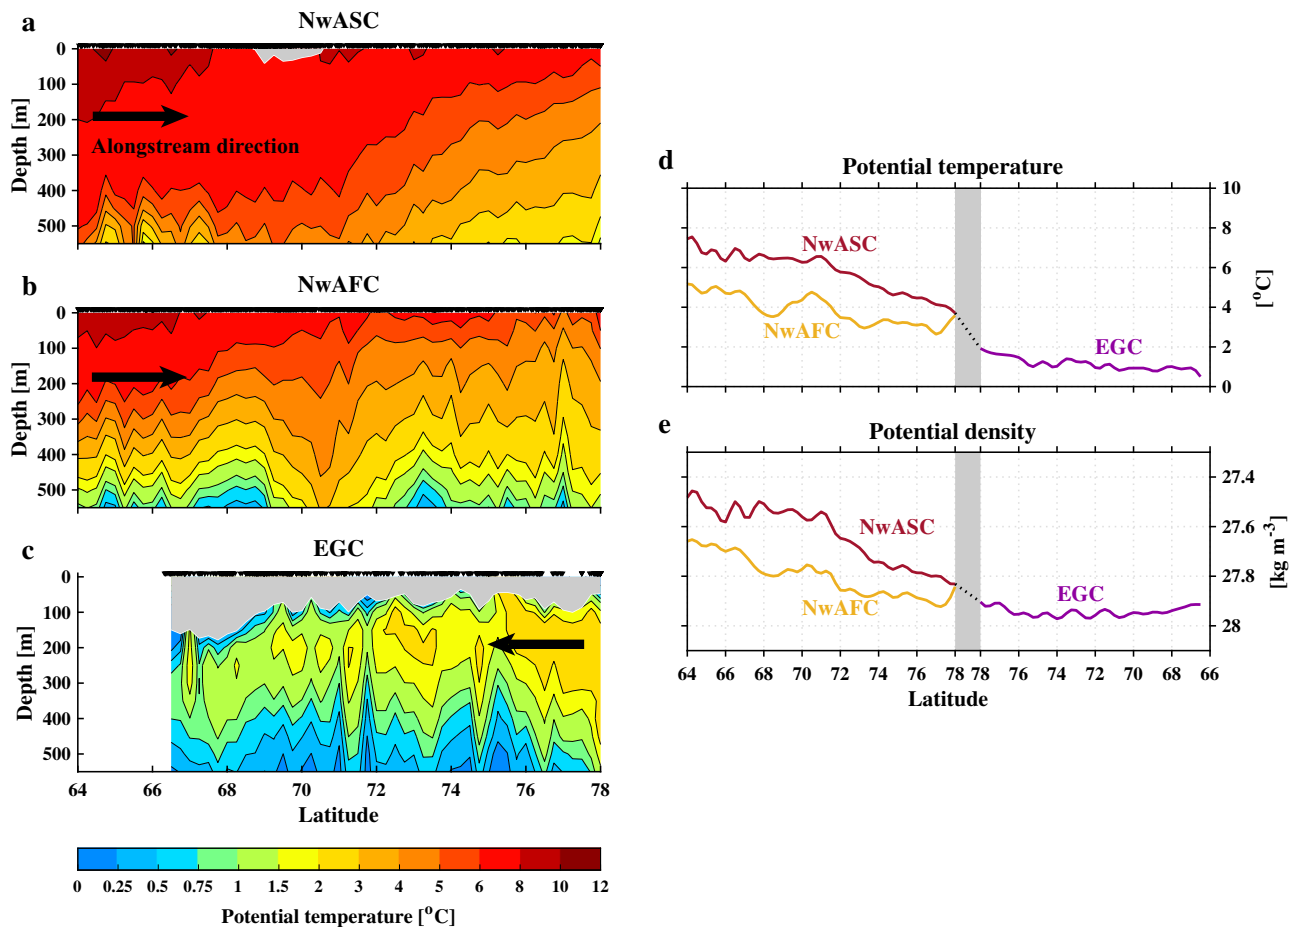 a
NwASC
0
100
200
300
400
500
Depth [m]
Alongstream direction
b
NwAFC
0
100
200
300
400
500
Depth [m]
c
EGC
0
100
200
300
400
500
Depth [m]
64 66 68 70 72 74 76 78
Latitude
0 0.25 0.5 0.75 1 1.5 2 3 4 5 6 8 10 12
Potential temperature [°C]
d
Potential temperature
NwASC
NwAFC
EGC
10
8
6
4
2
0
[°C]
e
Potential density
NwASC
NwAFC
EGC
27.4
27.6
27.8
28
[kg m-3]
64 66 68 70 72 74 76 78 78 76 74 72 70 68 66
Latitude